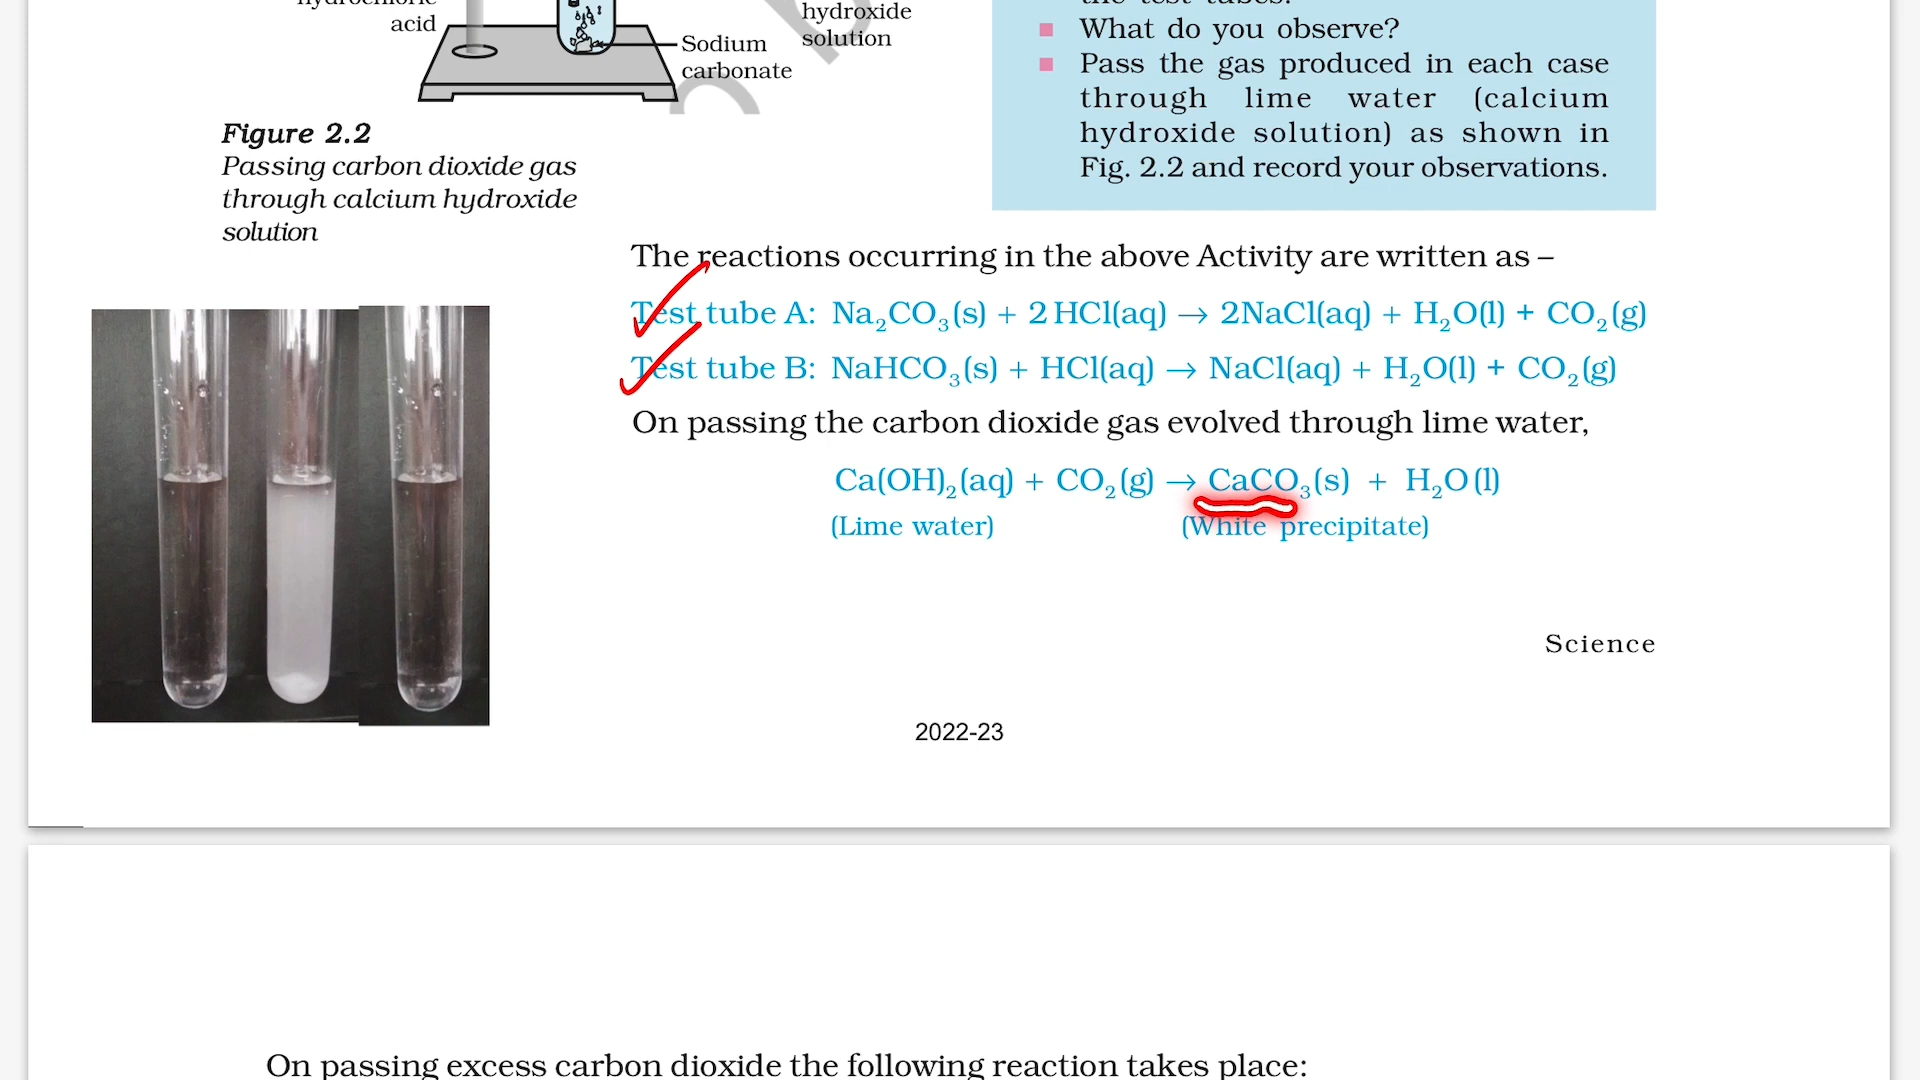 acid
hydroxide
solution
Sodium
carbonate
What do you observe?
Pass the gas produced in each case
through lime water (calcium
hydroxide solution) as shown in
Fig. 2.2 and record your observations.
Figure 2.2
Passing carbon dioxide gas
through calcium hydroxide
solution
The reactions occurring in the above Activity are written as –
Test tube A: Na₂CO₃(s) + 2 HCl(aq) → 2NaCl(aq) + H₂O(l) + CO₂(g)
Test tube B: NaHCO₃(s) + HCl(aq) → NaCl(aq) + H₂O(l) + CO₂(g)
On passing the carbon dioxide gas evolved through lime water,
Ca(OH)₂(aq) + CO₂(g) → CaCO₃(s) + H₂O(l)
(Lime water) (White precipitate)
Science
2022-23
On passing excess carbon dioxide the following reaction takes place: